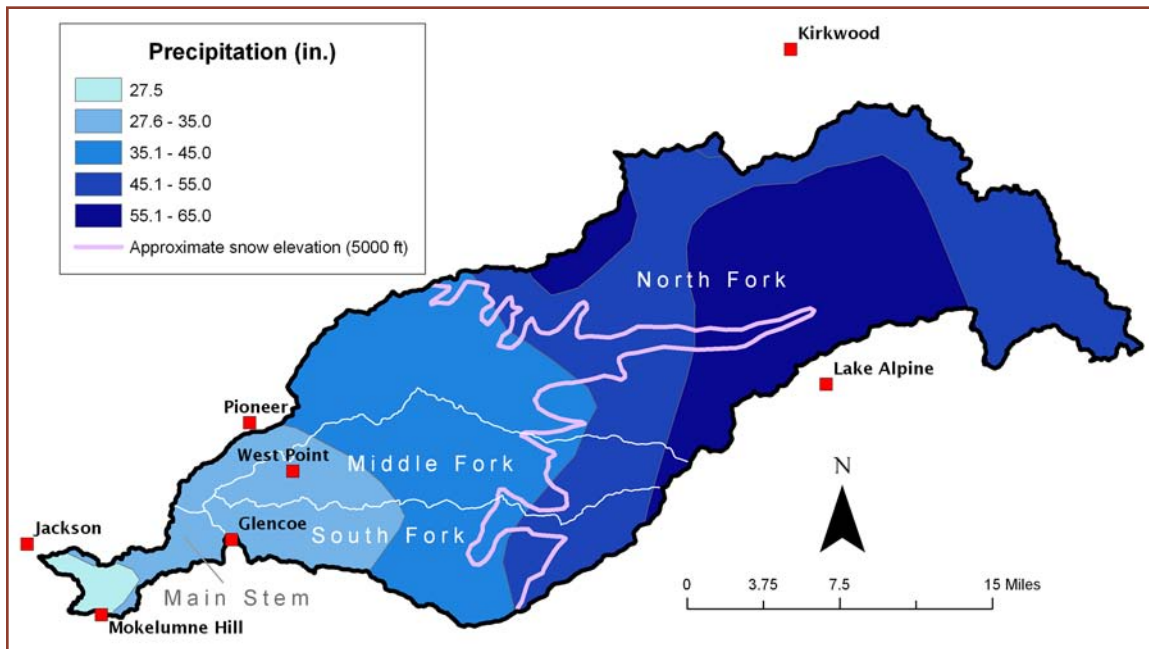 Precipitation (in.)
27.5
27.6 - 35.0
35.1 - 45.0
45.1 - 55.0
55.1 - 65.0
Approximate snow elevation (5000 ft)
Kirkwood
North Fork
Lake Alpine
Pioneer
West Point
Middle Fork
N
Jackson
Glencoe
South Fork
Main Stem
Mokelumne Hill
0 3.75 7.5 15 Miles